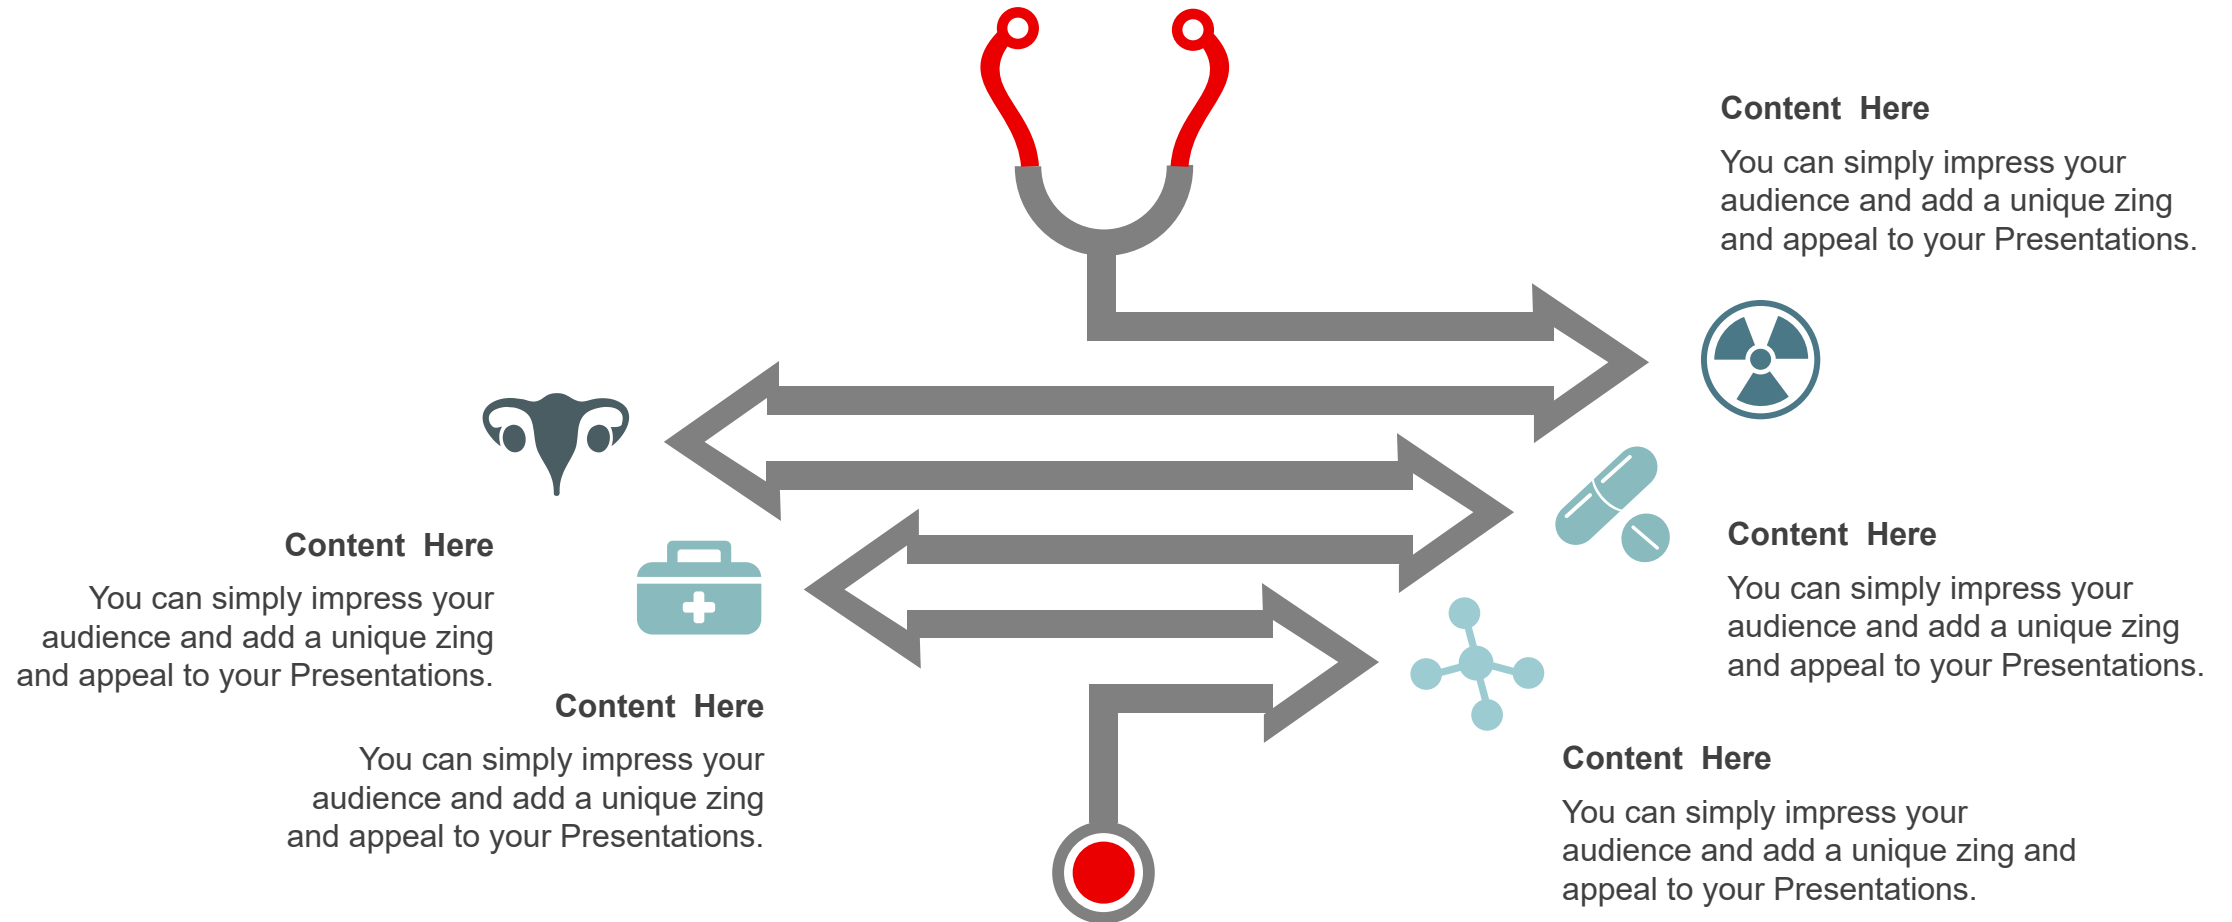 Content  Here
You can simply impress your
audience and add a unique zing
and appeal to your Presentations.
Content  Here
You can simply impress your
audience and add a unique zing
and appeal to your Presentations.
Content  Here
You can simply impress your
audience and add a unique zing
and appeal to your Presentations.
Content  Here
You can simply impress your
audience and add a unique zing
and appeal to your Presentations.
Content  Here
You can simply impress your
audience and add a unique zing and
appeal to your Presentations.